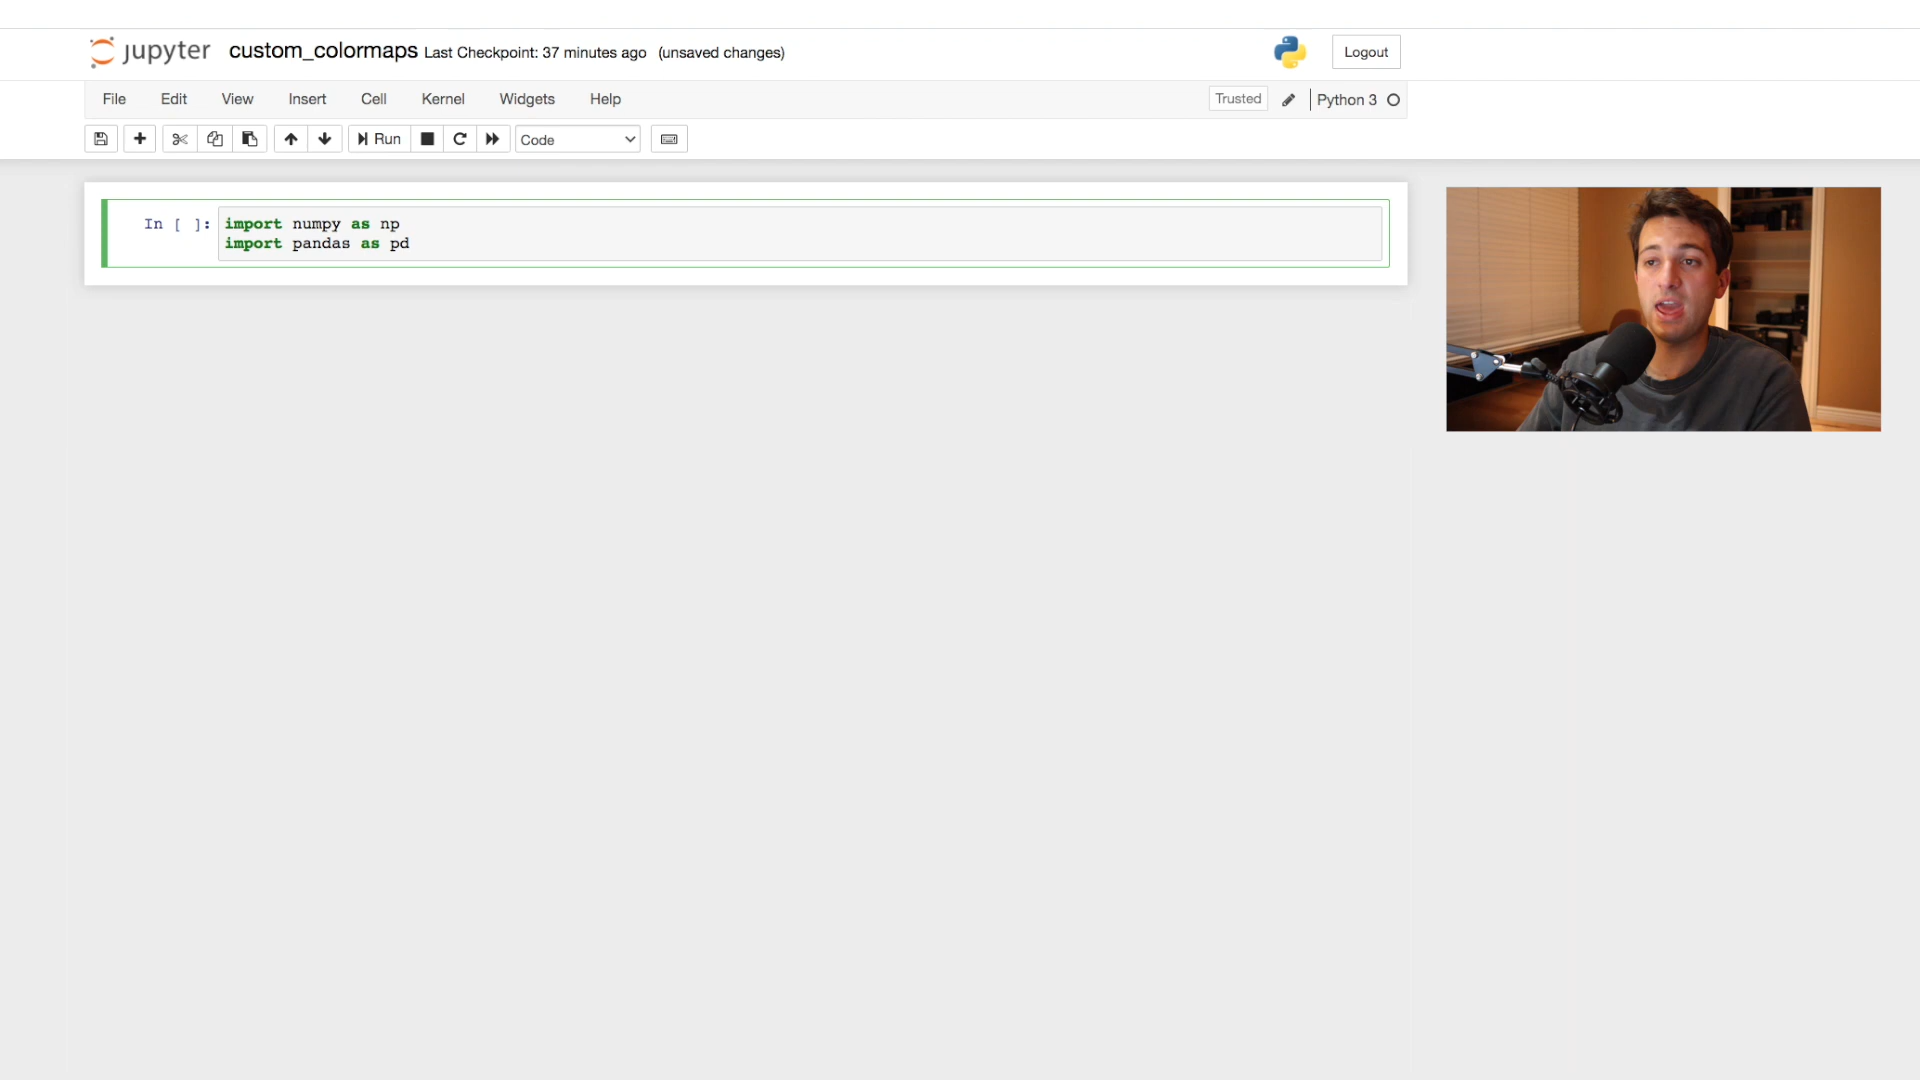 jupyter custom_colormaps Last Checkpoint: 37 minutes ago (unsaved changes) Logout
File Edit View Insert Cell Kernel Widgets Help Trusted Python 3
Run Code
In [ ]: import numpy as np
import pandas as pd